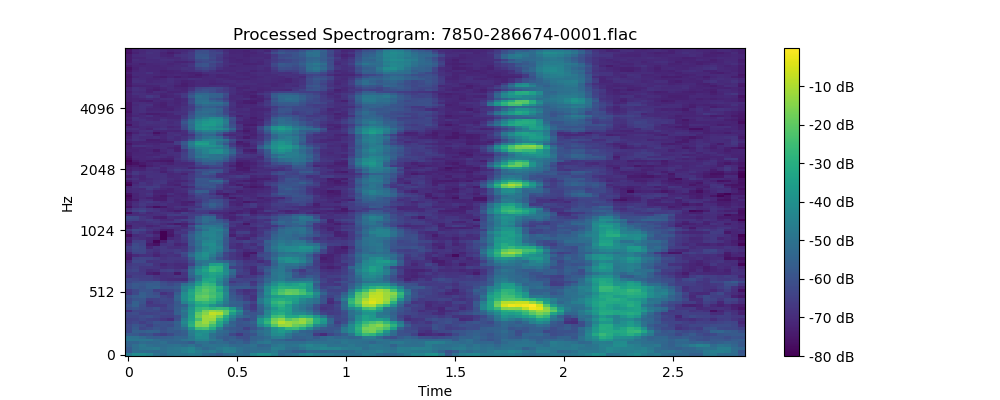 Processed Spectrogram: 7850-286674-0001.flac
Hz
4096
2048
1024
512
0
0 0.5 1 1.5 2 2.5
Time
-10 dB
-20 dB
-30 dB
-40 dB
-50 dB
-60 dB
-70 dB
-80 dB